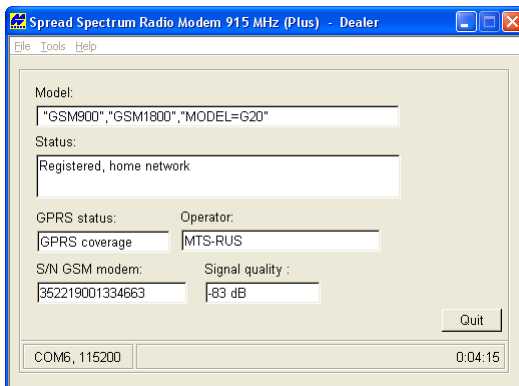 Spread Spectrum Radio Modem 915 MHz (Plus) - Dealer
File Tools Help
Model:
"GSM900","GSM1800","MODEL=G20"
Status:
Registered, home network
GPRS status: Operator:
GPRS coverage MTS-RUS
S/N GSM modem: Signal quality :
352219001334663 -83 dB
Quit
COM6, 115200 0:04:15